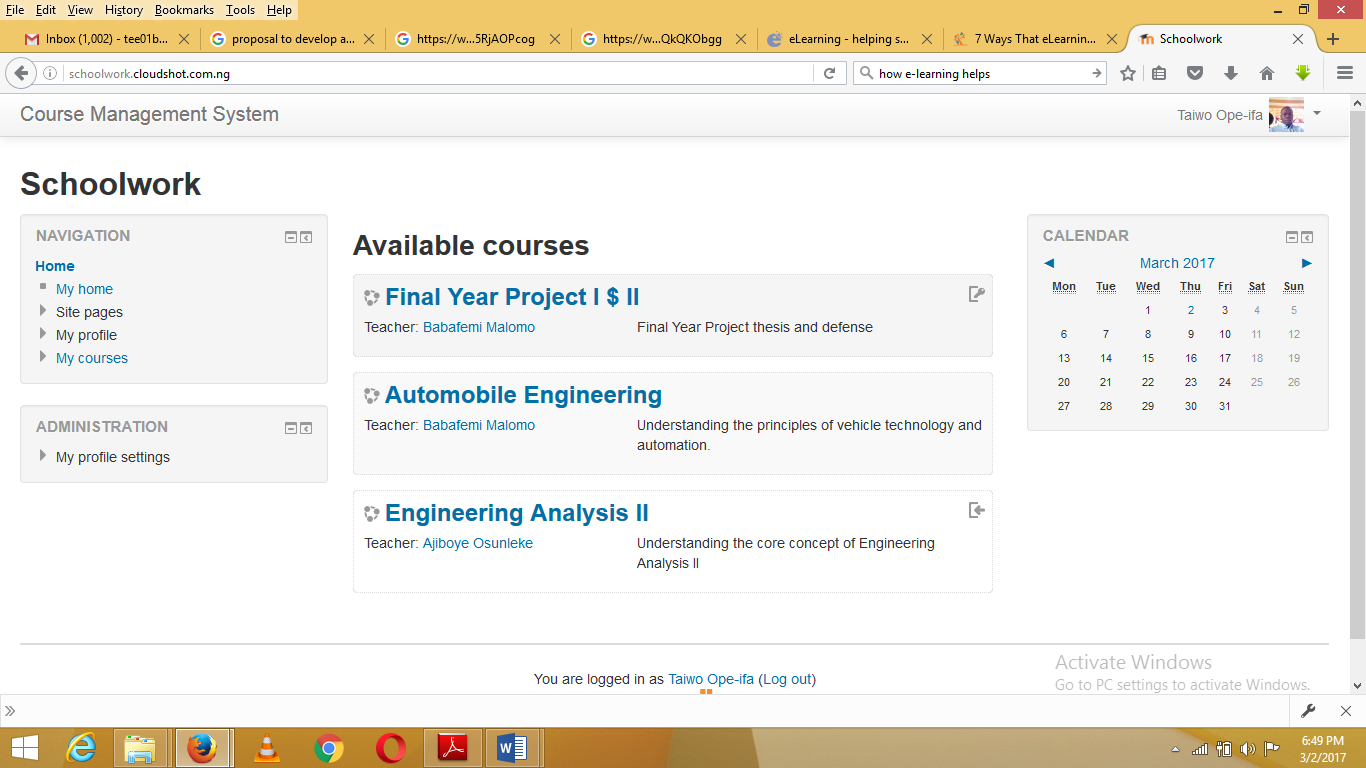 File Edit View History Bookmarks Tools Help
Inbox (1,002) - tee01b...
proposal to develop a...
https://w...5RjAOPcog
https://w...QkQKObgg
eLearning - helping s...
7 Ways That eLearnin...
Schoolwork
schoolwork.cloudshot.com.ng
how e-learning helps
Course Management System
Taiwo Ope-ifa
Schoolwork
NAVIGATION
Home
My home
Site pages
My profile
My courses
ADMINISTRATION
My profile settings
Available courses
Final Year Project I $ II
Teacher: Babafemi Malomo
Final Year Project thesis and defense
Automobile Engineering
Teacher: Babafemi Malomo
Understanding the principles of vehicle technology and
automation.
Engineering Analysis II
Teacher: Ajiboye Osunleke
Understanding the core concept of Engineering
Analysis II
CALENDAR
◄ March 2017 ►
Mon Tue Wed Thu Fri Sat Sun
1 2 3 4 5
6 7 8 9 10 11 12
13 14 15 16 17 18 19
20 21 22 23 24 25 26
27 28 29 30 31
You are logged in as Taiwo Ope-ifa (Log out)
Activate Windows
Go to PC settings to activate Windows.
6:49 PM
3/2/2017